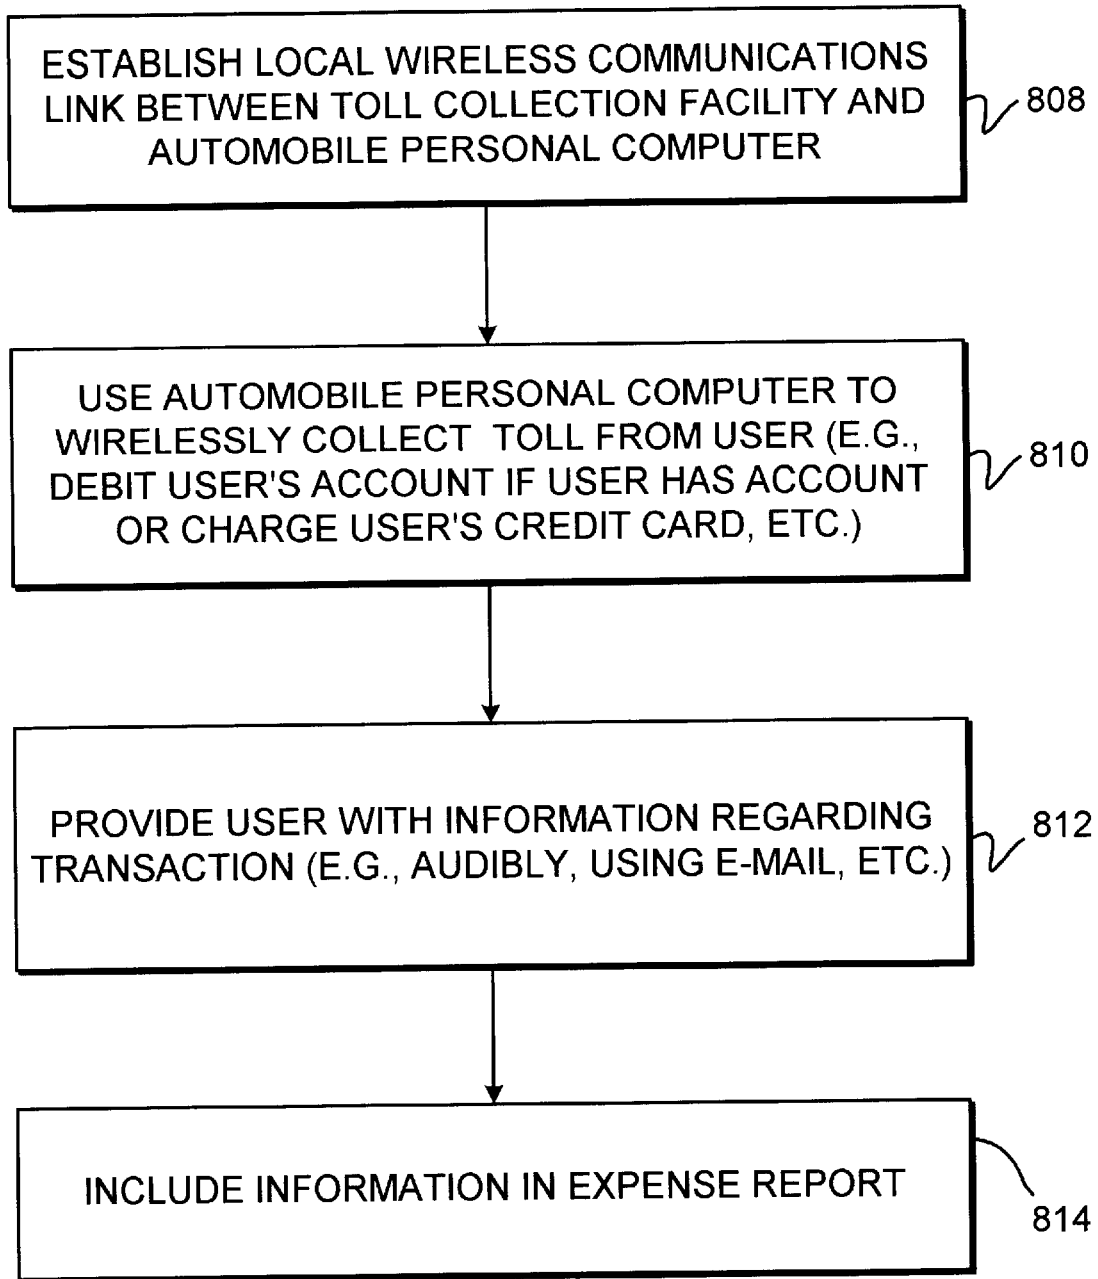 ESTABLISH LOCAL WIRELESS COMMUNICATIONS
LINK BETWEEN TOLL COLLECTION FACILITY AND
AUTOMOBILE PERSONAL COMPUTER
808
USE AUTOMOBILE PERSONAL COMPUTER TO
WIRELESSLY COLLECT TOLL FROM USER (E.G.,
DEBIT USER'S ACCOUNT IF USER HAS ACCOUNT
OR CHARGE USER'S CREDIT CARD, ETC.)
810
PROVIDE USER WITH INFORMATION REGARDING
TRANSACTION (E.G., AUDIBLY, USING E-MAIL, ETC.)
812
INCLUDE INFORMATION IN EXPENSE REPORT
814